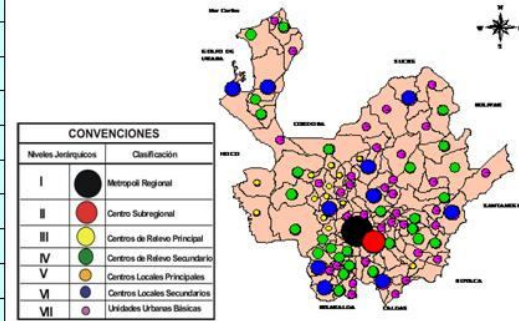 Mar Caribe
GOLFO DE
URABA
SUCRE
N
S
BOLIVAR
CORDOBA
CHOCO
SANTANDER
BOYACA
RISARALDA
CALDAS
CONVENCIONES
Niveles Jerárquicos Clasificación
I Metropoli Regional
II Centro Subregional
III Centros de Relevo Principal
IV Centros de Relevo Secundario
V Centros Locales Principales
VI Centros Locales Secundarios
VII Unidades Urbanas Básicas